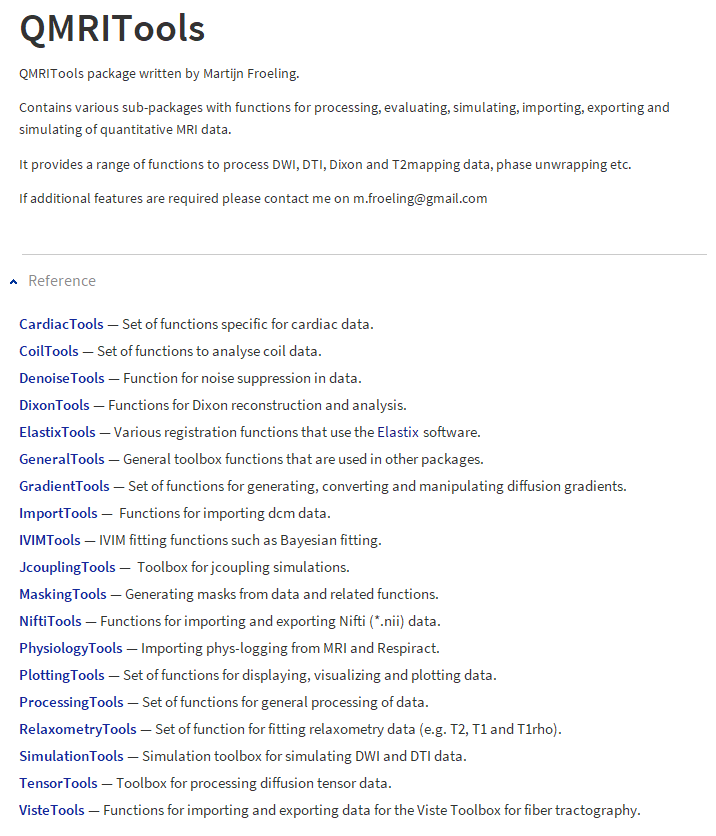 QMRITools
QMRITools package written by Martijn Froeling.
Contains various sub-packages with functions for processing, evaluating, simulating, importing, exporting and
simulating of quantitative MRI data.
It provides a range of functions to process DWI, DTI, Dixon and T2mapping data, phase unwrapping etc.
If additional features are required please contact me on m.froeling@gmail.com
Reference
CardiacTools — Set of functions specific for cardiac data.
CoilTools — Set of functions to analyse coil data.
DenoiseTools — Function for noise suppression in data.
DixonTools — Functions for Dixon reconstruction and analysis.
ElastixTools — Various registration functions that use the Elastix software.
GeneralTools — General toolbox functions that are used in other packages.
GradientTools — Set of functions for generating, converting and manipulating diffusion gradients.
ImportTools — Functions for importing dcm data.
IVIMTools — IVIM fitting functions such as Bayesian fitting.
JcouplingTools — Toolbox for jcoupling simulations.
MaskingTools — Generating masks from data and related functions.
NiftiTools — Functions for importing and exporting Nifti (*.nii) data.
PhysiologyTools — Importing phys-logging from MRI and Respiract.
PlottingTools — Set of functions for displaying, visualizing and plotting data.
ProcessingTools — Set of functions for general processing of data.
RelaxometryTools — Set of function for fitting relaxometry data (e.g. T2, T1 and T1rho).
SimulationTools — Simulation toolbox for simulating DWI and DTI data.
TensorTools — Toolbox for processing diffusion tensor data.
VisteTools — Functions for importing and exporting data for the Viste Toolbox for fiber tractography.